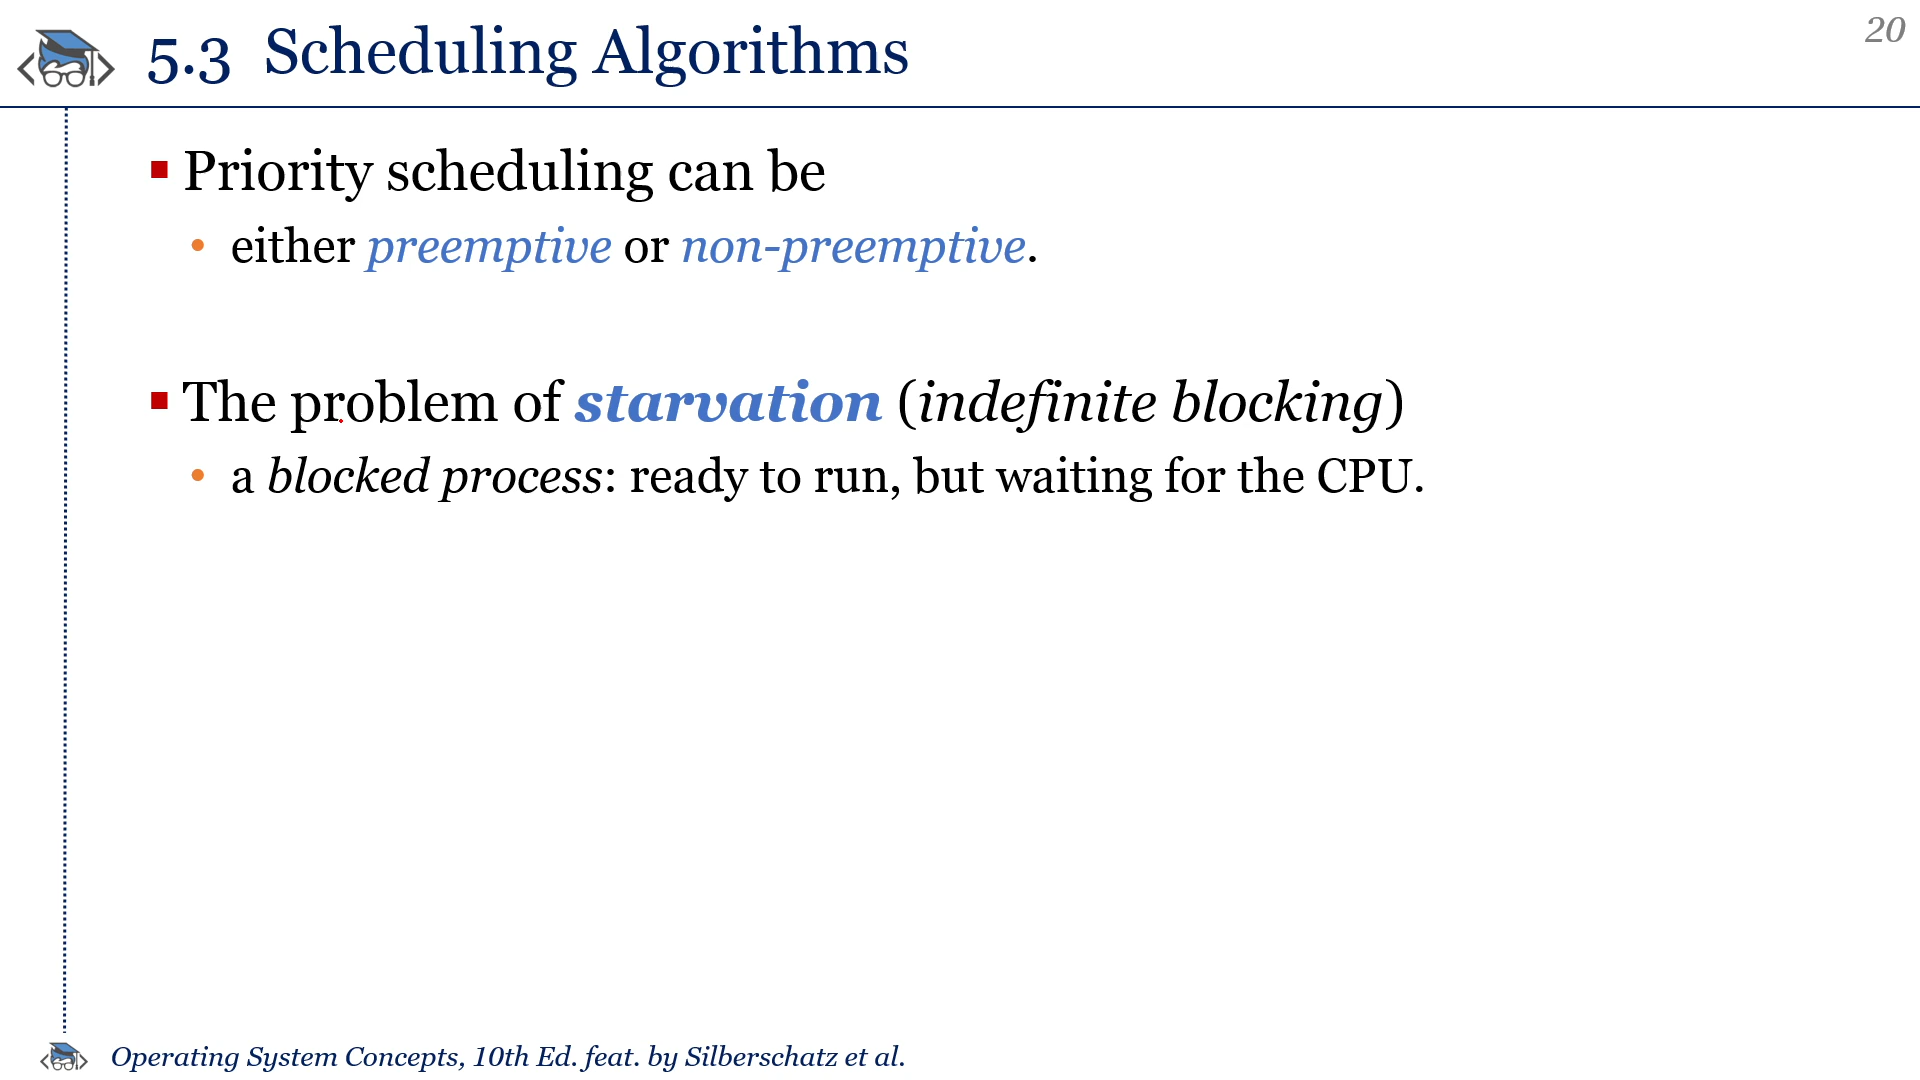 5.3 Scheduling Algorithms
20
Priority scheduling can be
either preemptive or non-preemptive.
The problem of starvation (indefinite blocking)
a blocked process: ready to run, but waiting for the CPU.
Operating System Concepts, 10th Ed. feat. by Silberschatz et al.